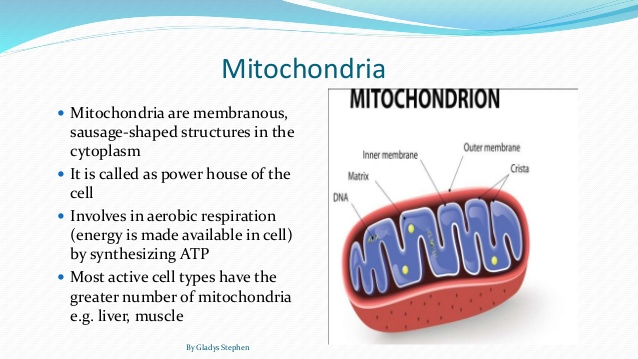 Mitochondria
Mitochondria are membranous,
sausage-shaped structures in the
cytoplasm
It is called as power house of the
cell
Involves in aerobic respiration
(energy is made available in cell)
by synthesizing ATP
Most active cell types have the
greater number of mitochondria
e.g. liver, muscle
MITOCHONDRION
Outer membrane
Inner membrane
Crista
Matrix
DNA
By Gladys Stephen